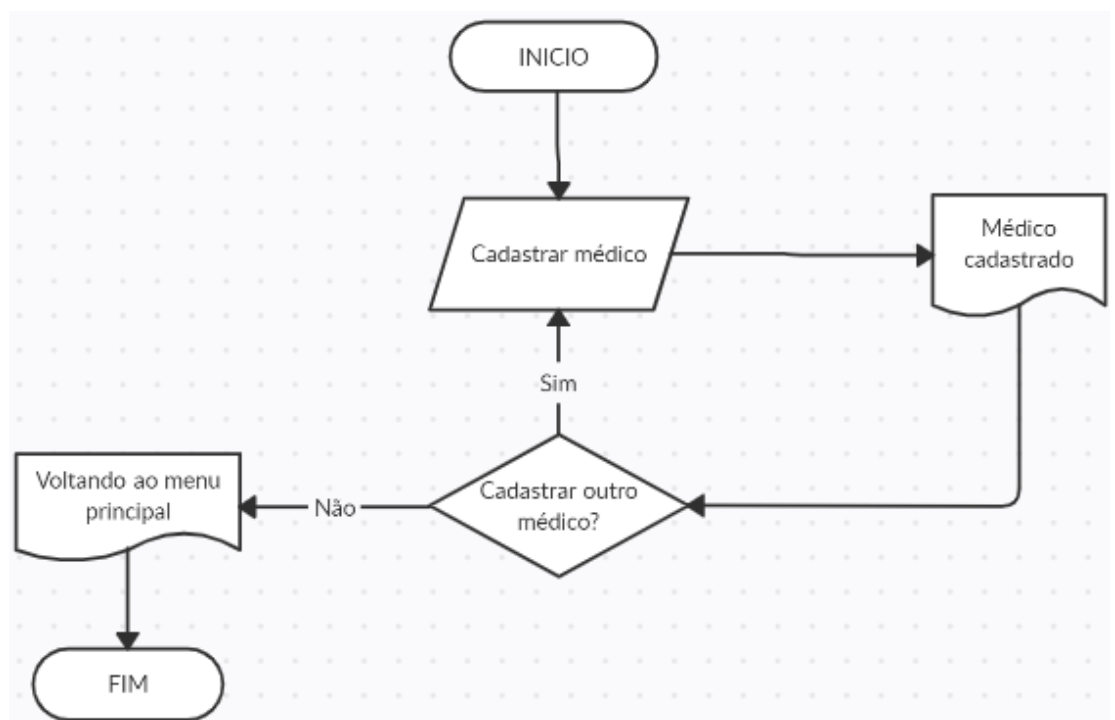 INICIO
Cadastrar médico
Médico
cadastrado
Sim
Cadastrar outro
médico?
Não
Voltando ao menu
principal
FIM